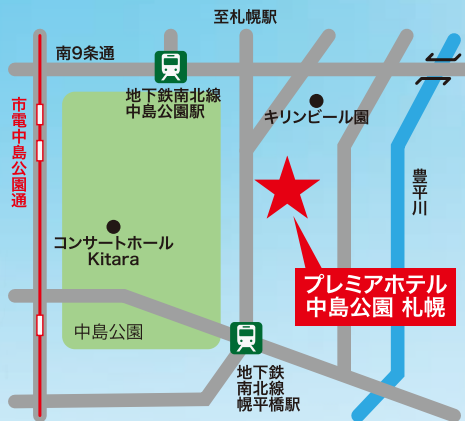 至札幌駅
南9条通
地下鉄南北線
中島公園駅
キリンビール園
市電中島公園通
豊平川
コンサートホール
Kitara
プレミアホテル
中島公園 札幌
中島公園
地下鉄
南北線
幌平橋駅